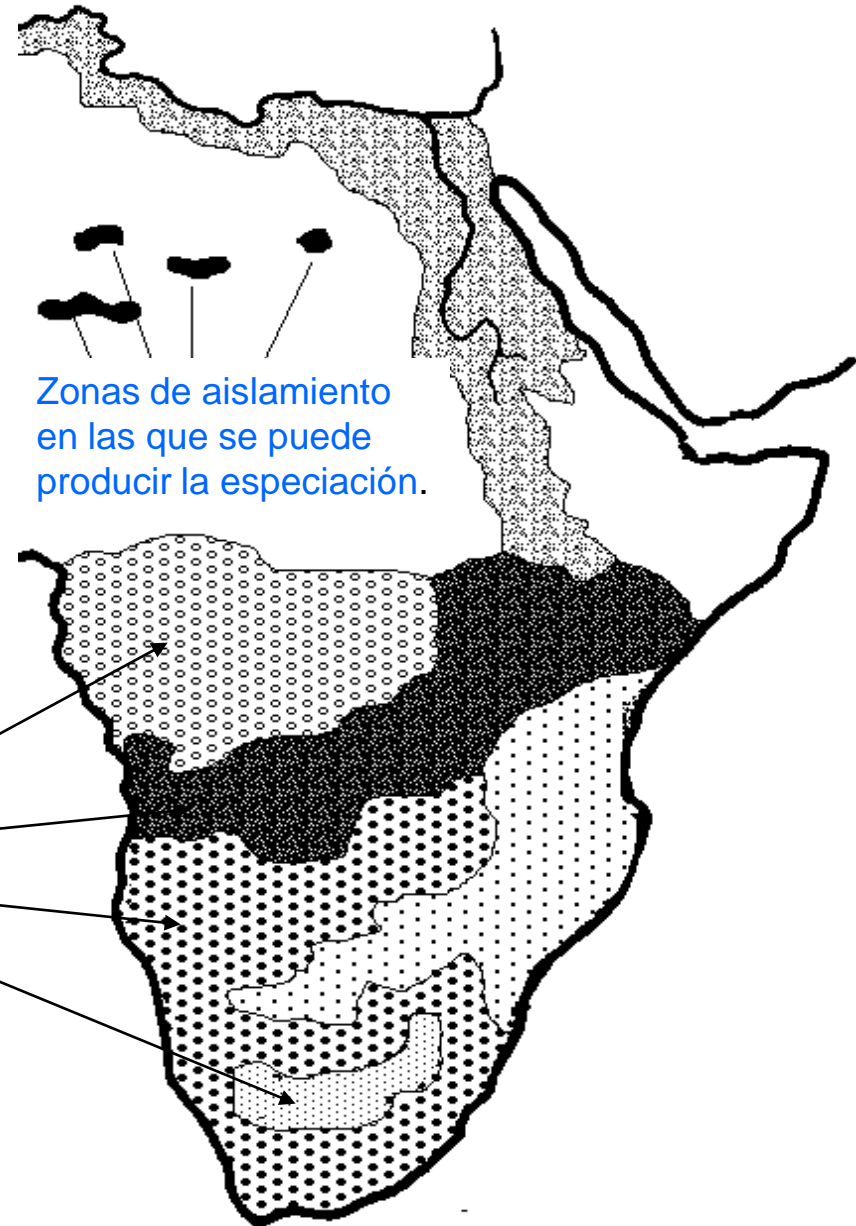 Zonas de aislamiento
en las que se puede
producir la especiación.